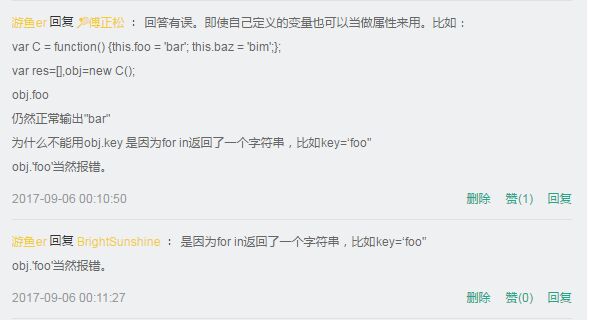 游鱼er 回复 傅正松 ： 回答有误。即使自己定义的变量也可以当做属性来用。比如：
var C = function() {this.foo = 'bar'; this.baz = 'bim';};
var res=[],obj=new C();
obj.foo
仍然正常输出"bar"
为什么不能用obj.key 是因为for in返回了一个字符串，比如key=‘foo’'
obj.'foo'当然报错。
2017-09-06 00:10:50 删除 赞(1) 回复
游鱼er 回复 BrightSunshine ： 是因为for in返回了一个字符串，比如key=‘foo’'
obj.'foo'当然报错。
2017-09-06 00:11:27 删除 赞(0) 回复